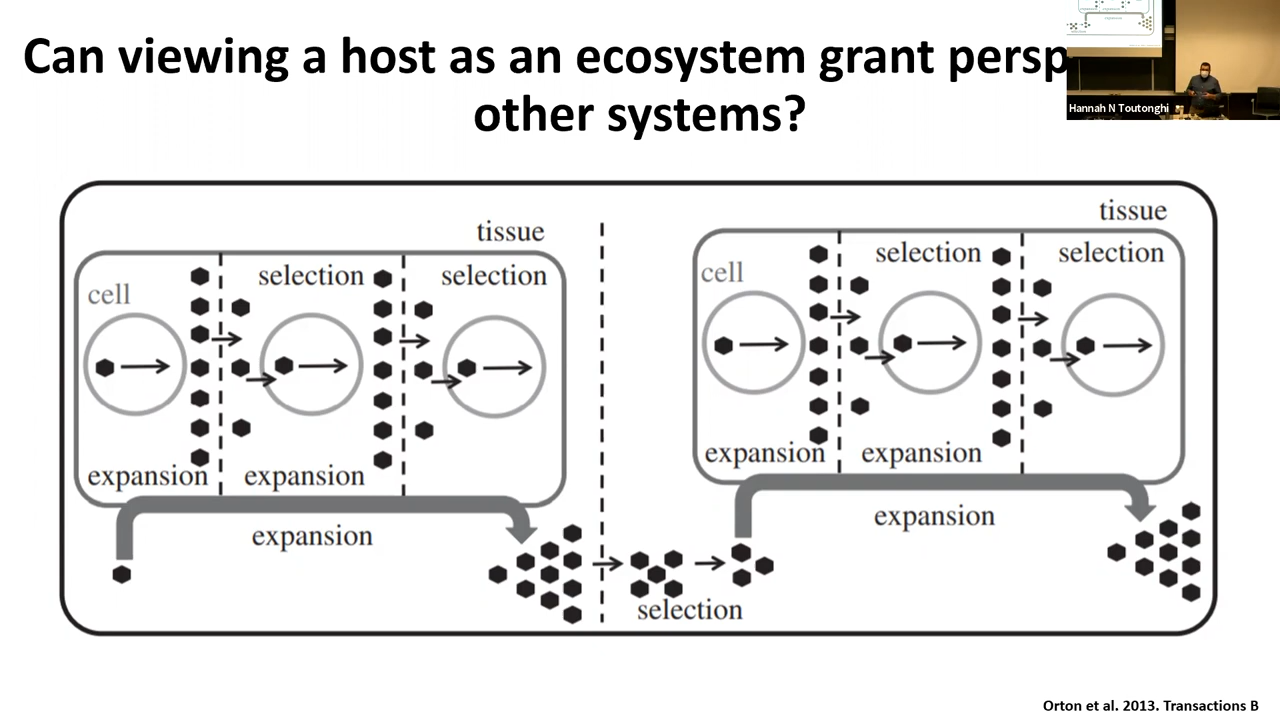 Can viewing a host as an ecosystem grant
other systems?
Hannah N Toutonghi
tissue
cell
selection
selection
expansion
expansion
expansion
tissue
cell
selection
selection
expansion
expansion
expansion
selection
Orton et al. 2013. Transactions B